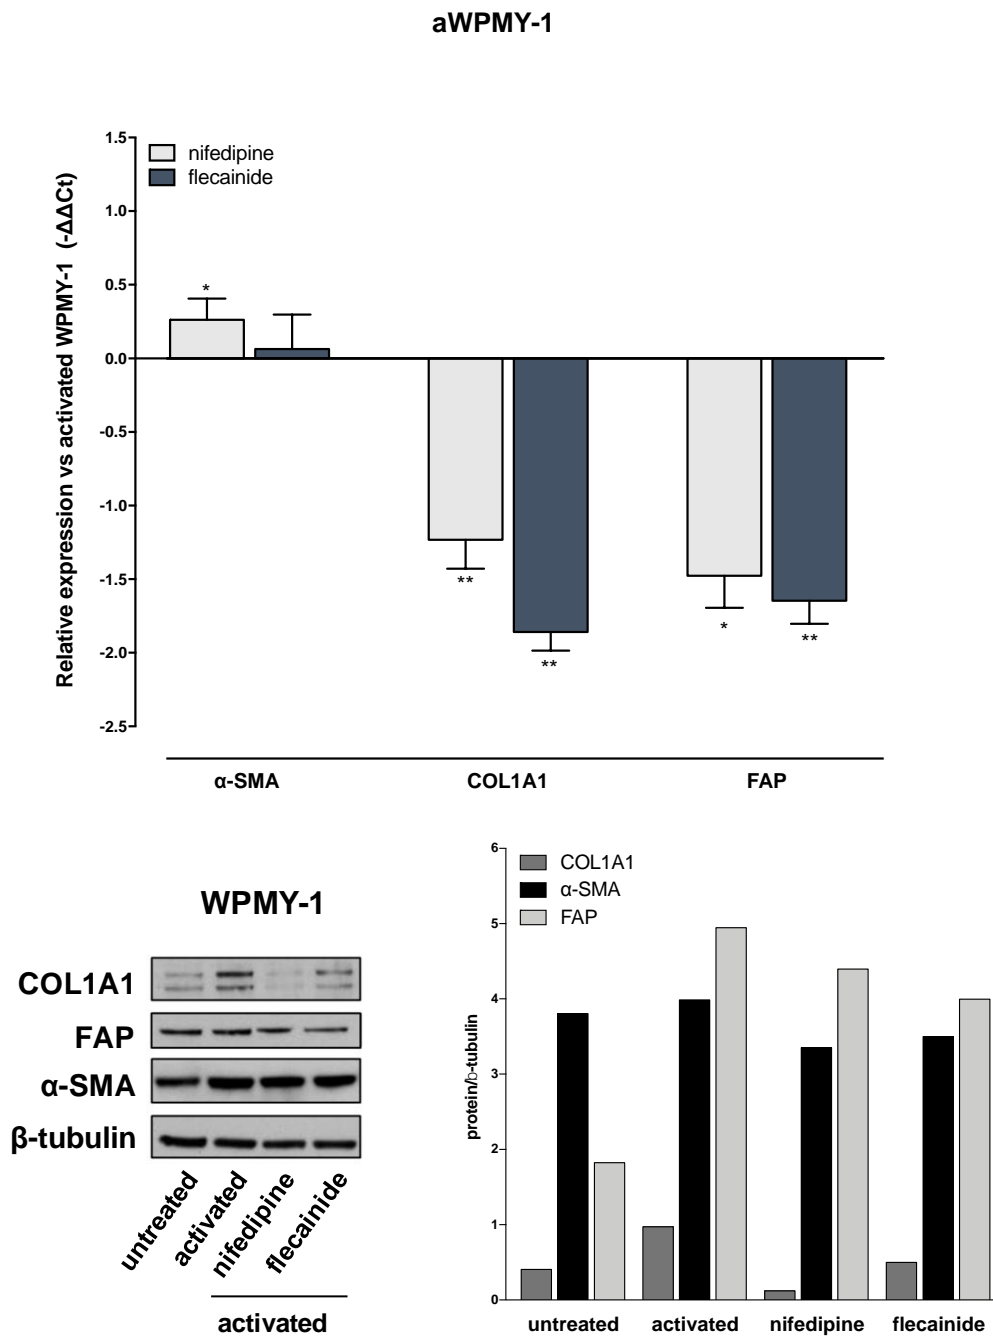 aWPMY-1
Relative expression vs activated WPMY-1 (-ΔΔCt)
1.5
1.0
0.5
0.0
-0.5
-1.0
-1.5
-2.0
-2.5
nifedipine
flecainide
*
**
**
*
**
α-SMA COL1A1 FAP
WPMY-1
COL1A1
FAP
α-SMA
β-tubulin
untreated
activated
nifedipine
flecainide
activated
protein/b-tubulin
6
5
4
3
2
1
0
COL1A1
α-SMA
FAP
untreated activated nifedipine flecainide